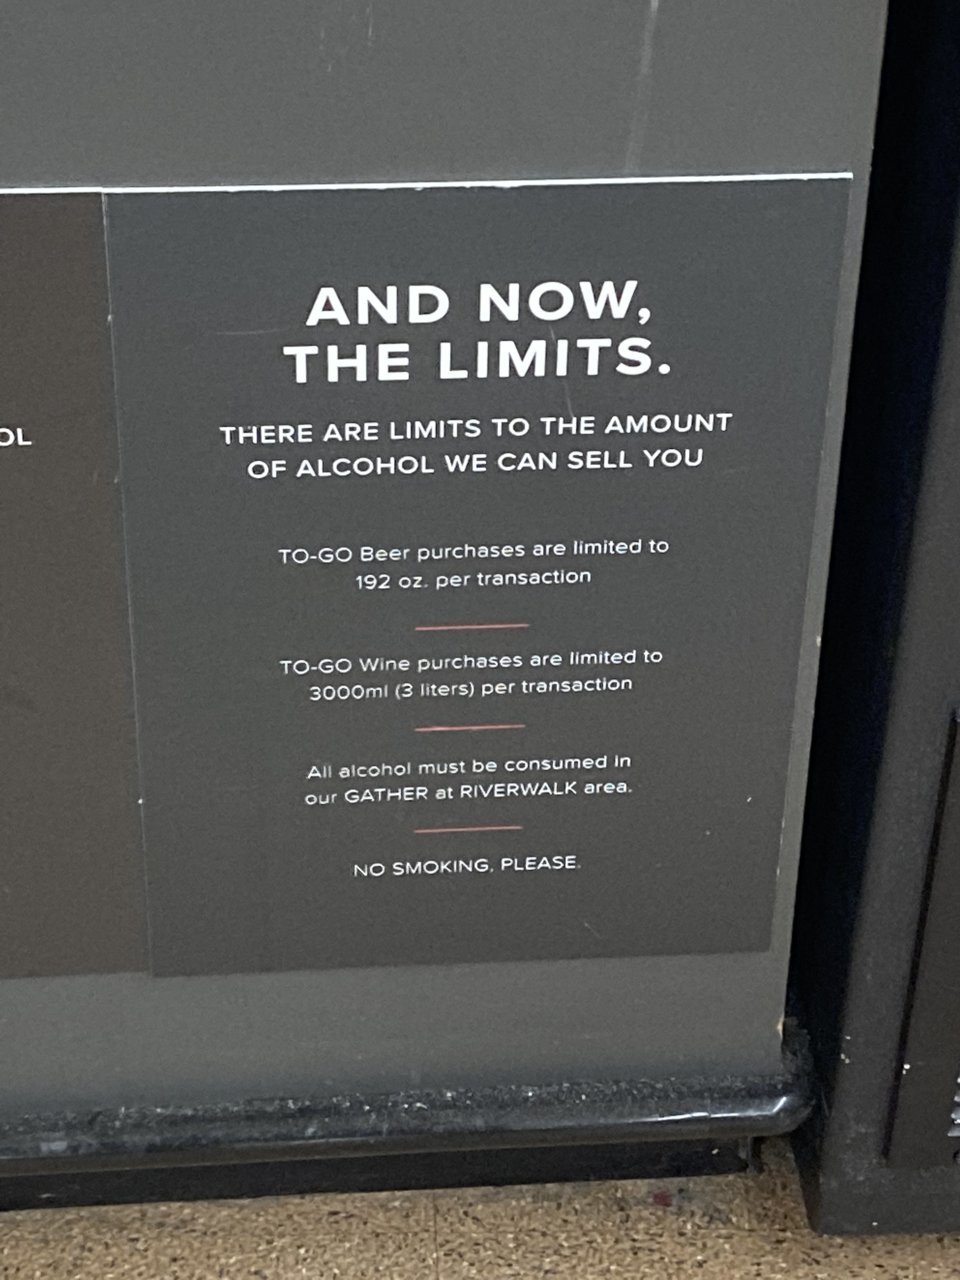 OL
AND NOW,
THE LIMITS.
THERE ARE LIMITS TO THE AMOUNT
OF ALCOHOL WE CAN SELL YOU
TO-GO Beer purchases are limited to
192 oz. per transaction
TO-GO Wine purchases are limited to
3000ml (3 liters) per transaction
All alcohol must be consumed in
our GATHER at RIVERWALK area.
NO SMOKING, PLEASE.